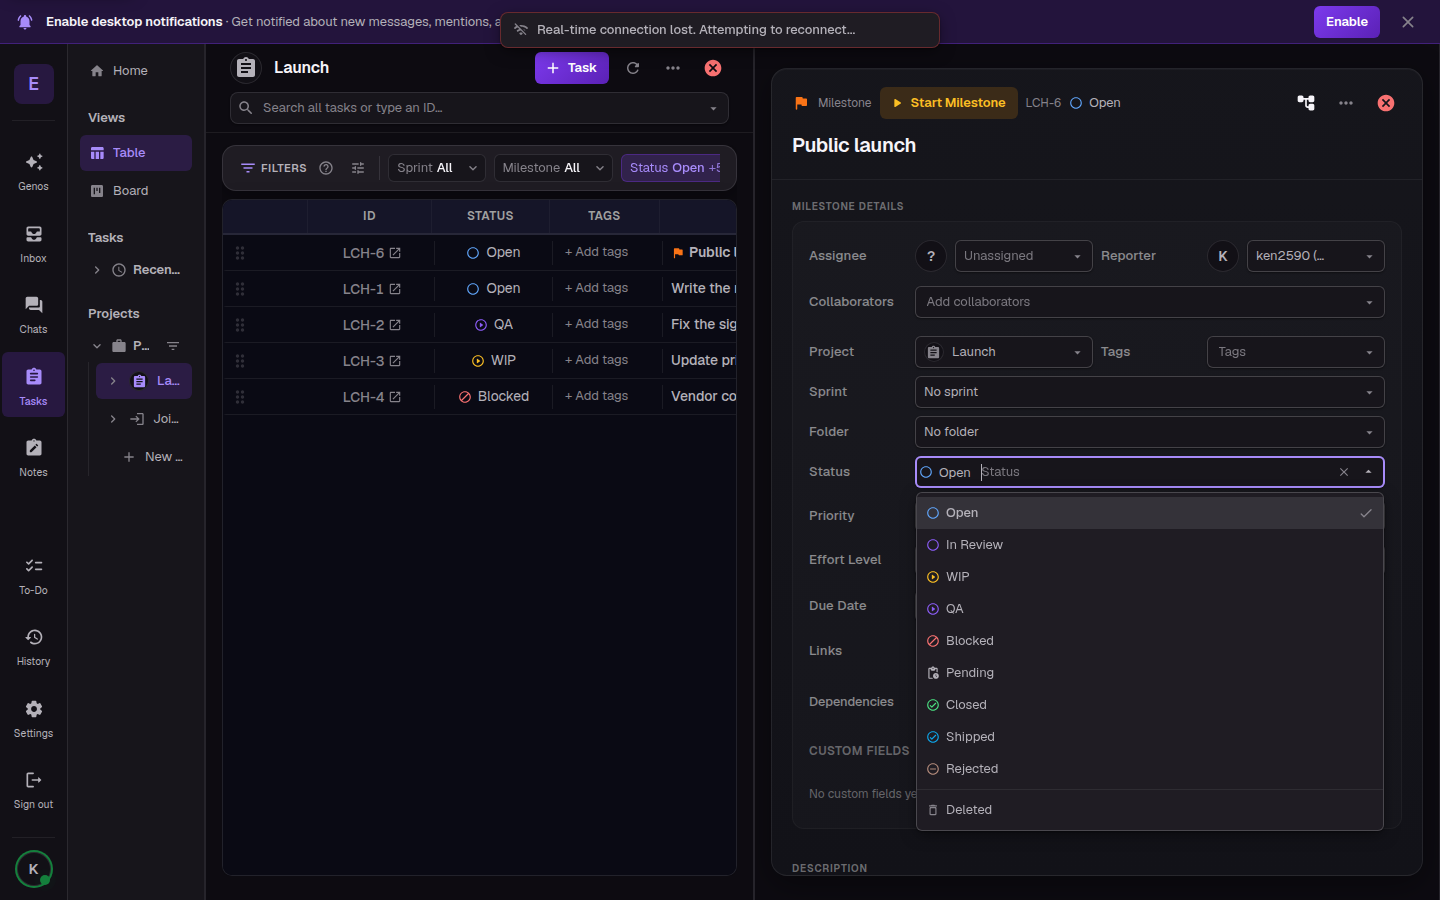 Enable desktop notifications · Get notified about new messages, mentions, a
Real-time connection lost. Attempting to reconnect...
Enable
E
Genos
Inbox
Chats
Tasks
Notes
To-Do
History
Settings
Sign out
K
Home
Views
Table
Board
Tasks
Recen...
Projects
P...
La...
Joi...
New ...
Launch
Task
Search all tasks or type an ID...
FILTERS
Sprint All
Milestone All
Status Open +5
ID STATUS TAGS
LCH-6 Open + Add tags Public l
LCH-1 Open + Add tags Write the
LCH-2 QA + Add tags Fix the sig
LCH-3 WIP + Add tags Update pri
LCH-4 Blocked + Add tags Vendor co
Milestone
Start Milestone
LCH-6 Open
Public launch
MILESTONE DETAILS
Assignee ? Unassigned Reporter K ken2590 (...
Collaborators Add collaborators
Project Launch Tags Tags
Sprint No sprint
Folder No folder
Status Open Status
Priority
Effort Level
Due Date
Links
Dependencies
CUSTOM FIELDS
No custom fields ye
Open
In Review
WIP
QA
Blocked
Pending
Closed
Shipped
Rejected
Deleted
DESCRIPTION